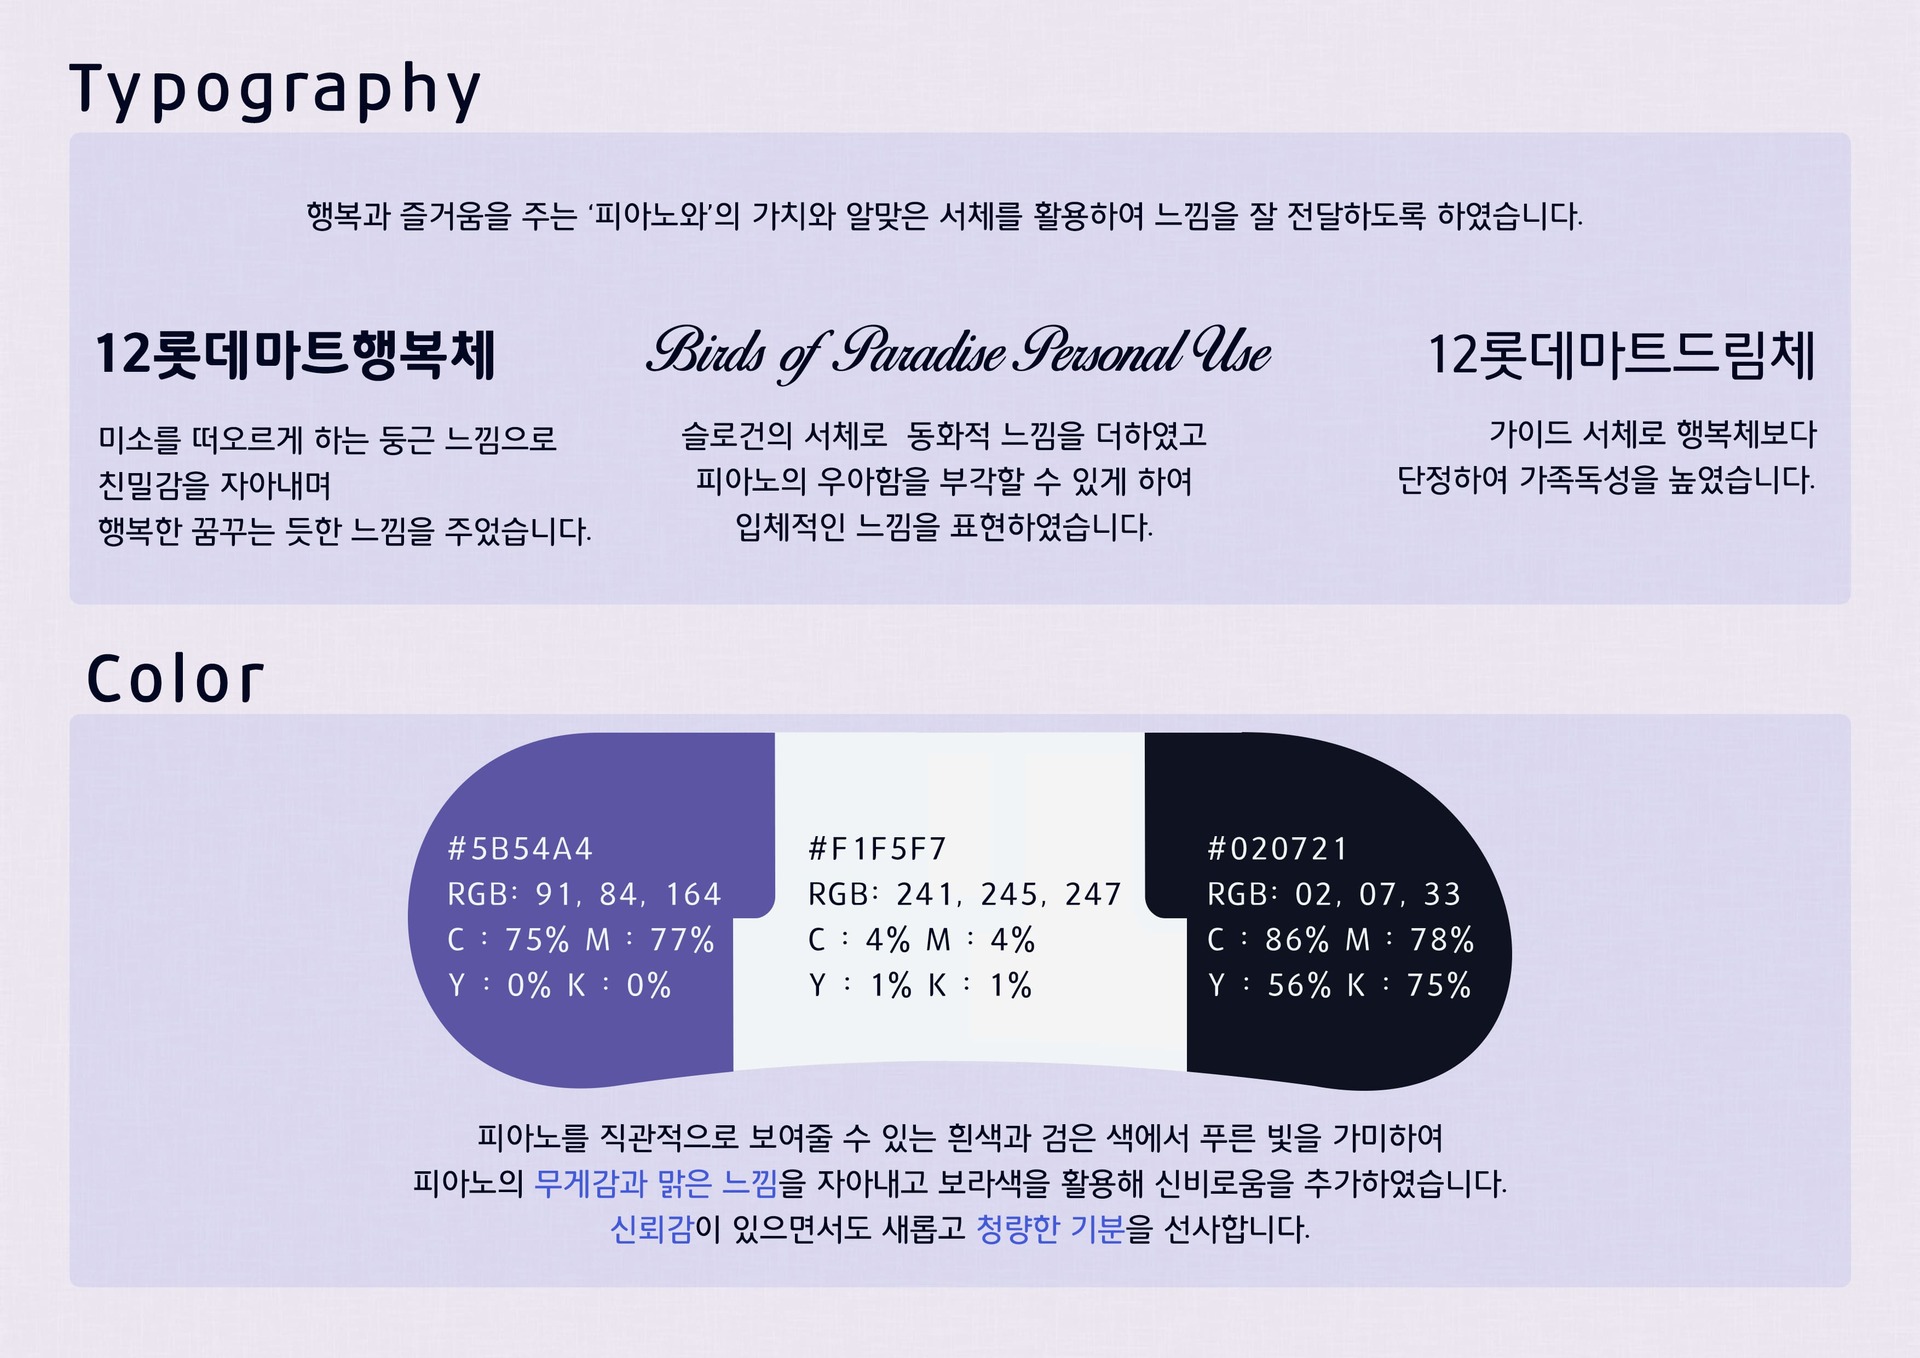 Typography
행복과 즐거움을 주는 ‘피아노와’의 가치와 알맞은 서체를 활용하여 느낌을 잘 전달하도록 하였습니다.
12롯데마트행복체
미소를 떠오르게 하는 둥근 느낌으로
친밀감을 자아내며
행복한 꿈꾸는 듯한 느낌을 주었습니다.
Birds of Paradise Personal Use
슬로건의 서체로 동화적 느낌을 더하였고
피아노의 우아함을 부각할 수 있게 하여
입체적인 느낌을 표현하였습니다.
12롯데마트드림체
가이드 서체로 행복체보다
단정하여 가족독성을 높였습니다.
Color
#5B54A4
RGB: 91, 84, 164
C : 75% M : 77%
Y : 0% K : 0%
#F1F5F7
RGB: 241, 245, 247
C : 4% M : 4%
Y : 1% K : 1%
#020721
RGB: 02, 07, 33
C : 86% M : 78%
Y : 56% K : 75%
피아노를 직관적으로 보여줄 수 있는 흰색과 검은 색에서 푸른 빛을 가미하여
피아노의 무게감과 맑은 느낌을 자아내고 보라색을 활용해 신비로움을 추가하였습니다.
신뢰감이 있으면서도 새롭고 청량한 기분을 선사합니다.